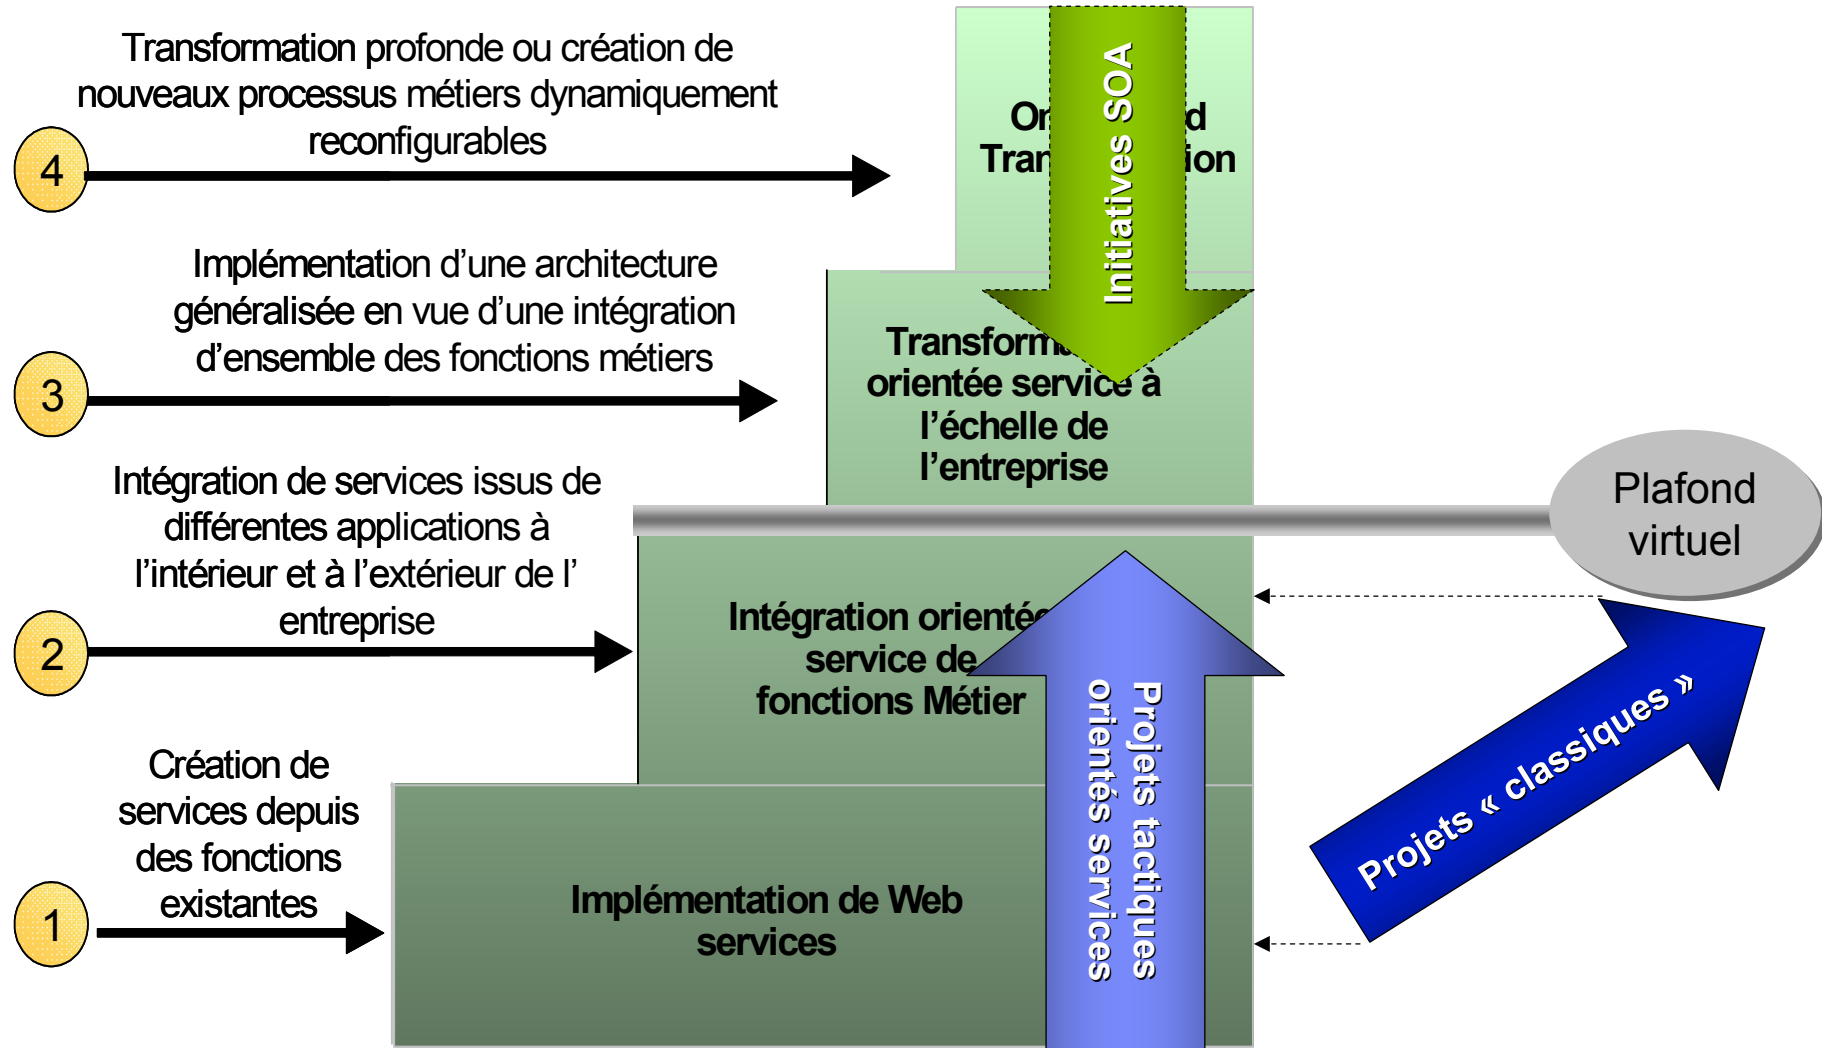 Transformation profonde ou création de
nouveaux processus métiers dynamiquement
reconfigurables
4
Initiatives SOA
Implémentation d’une architecture
généralisée en vue d’une intégration
d’ensemble des fonctions métiers
3
orientée service à
l’échelle de
l’entreprise
Plafond
virtuel
Intégration de services issus de
différentes applications à
l’intérieur et à l’extérieur de l’
entreprise
2
Intégration orientée
service de
fonctions Métier
Projets tactiques
orientés services
Projets « classiques »
Création de
services depuis
des fonctions
existantes
1
Implémentation de Web
services